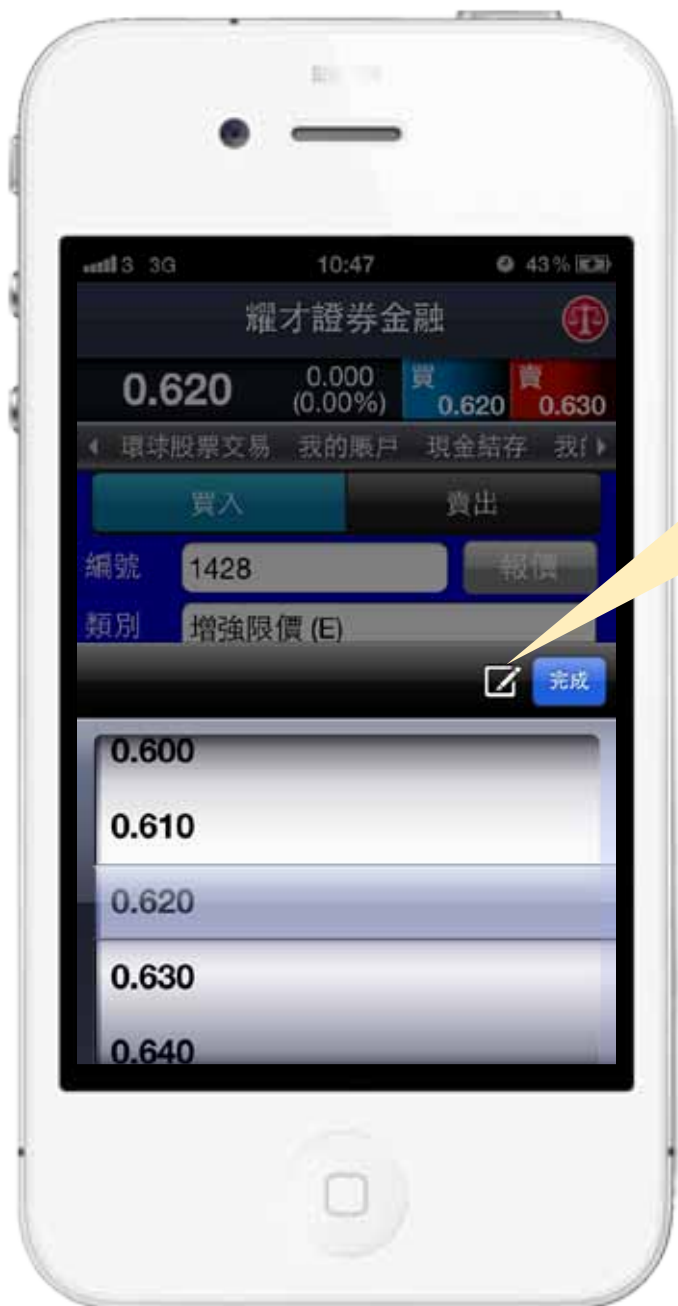 3 3G 10:47 43%
耀才證券金融
0.620 0.000 (0.00%) 買 0.620 賣 0.630
環球股票交易 我的賬戶 現金結存 我
買入 賣出
編號 1428 報價
類別 增強限價 (E)
完成
0.600
0.610
0.620
0.630
0.640